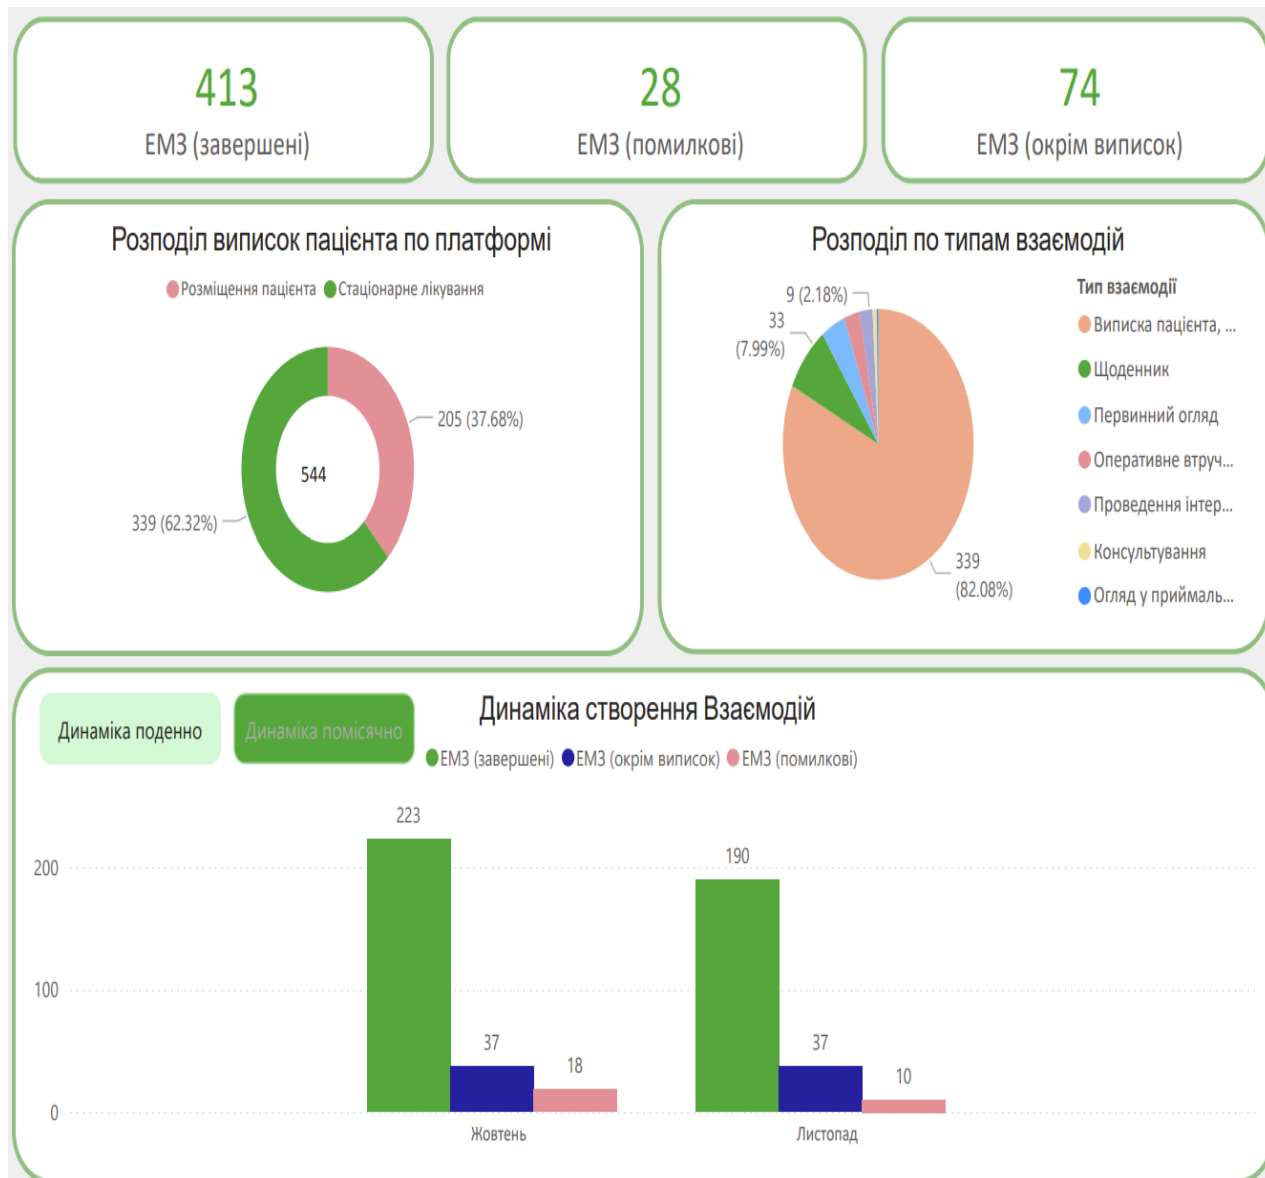 413
ЕМЗ (завершені)
28
ЕМЗ (помилкові)
74
ЕМЗ (окрім виписок)
Розподіл виписок пацієнта по платформі
Розміщення пацієнта Стаціонарне лікування
205 (37.68%)
544
339 (62.32%)
Розподіл по типам взаємодій
9 (2.18%)
33
(7.99%)
339
(82.08%)
Тип взаємодії
Виписка пацієнта, ...
Щоденник
Первинний огляд
Оперативне втруч...
Проведення інтер...
Консультування
Огляд у приймаль...
Динаміка поденно
Динаміка помісячно
Динаміка створення Взаємодій
ЕМЗ (завершені) ЕМЗ (окрім виписок) ЕМЗ (помилкові)
200
100
0
223
37
18
190
37
10
Жовтень
Листопад